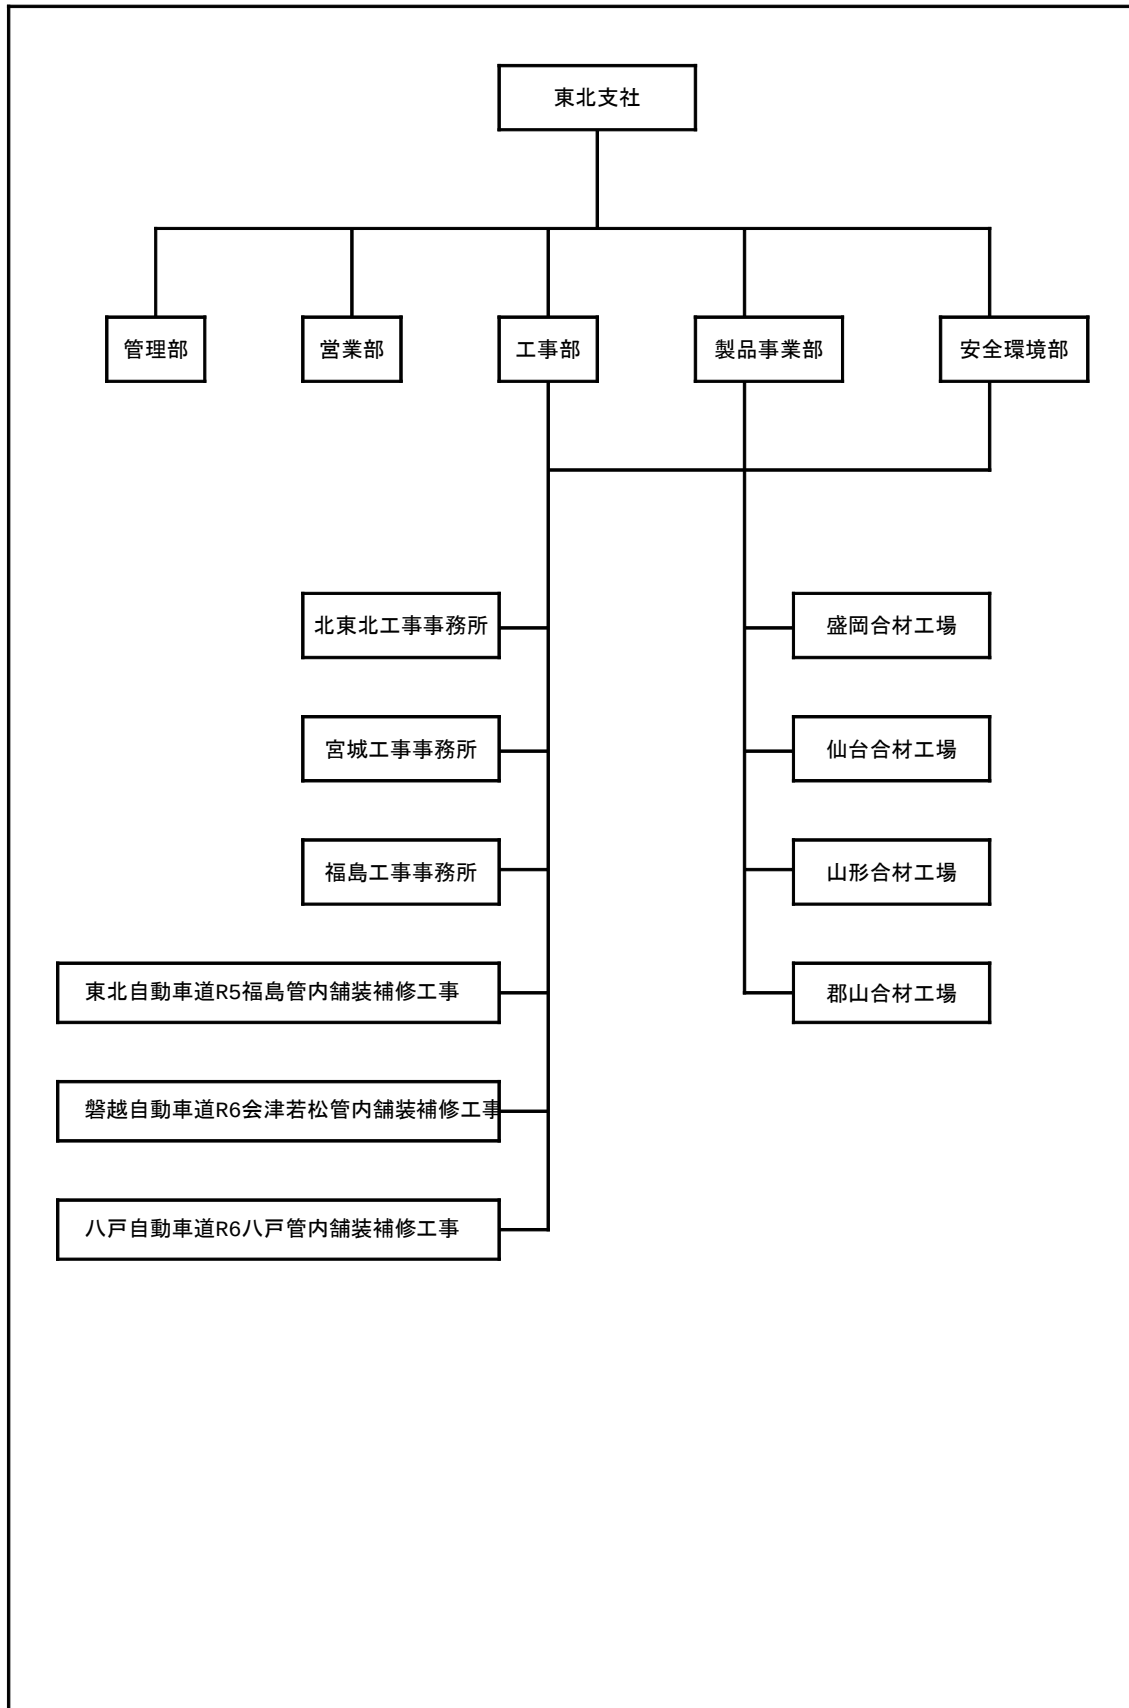 東北支社
管理部
営業部
工事部
製品事業部
安全環境部
北東北工事事務所
盛岡合材工場
宮城工事事務所
仙台合材工場
福島工事事務所
山形合材工場
東北自動車道R5福島管内舗装補修工事
郡山合材工場
磐越自動車道R6会津若松管内舗装補修工事
八戸自動車道R6八戸管内舗装補修工事